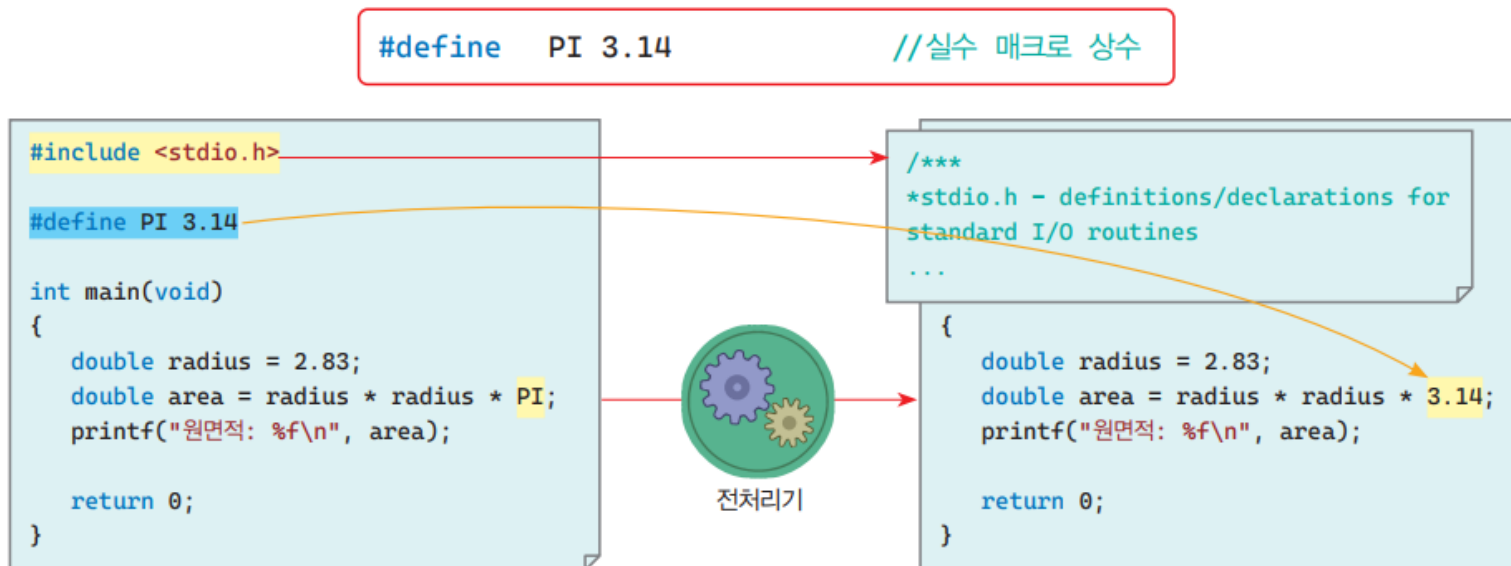 #define PI 3.14 //실수 매크로 상수
#include <stdio.h>
#define PI 3.14
int main(void)
{
double radius = 2.83;
double area = radius * radius * PI;
printf("원면적: %f\n", area);
return 0;
}
전처리기
/***
*stdio.h – definitions/declarations for
standard I/O routines
...
{
double radius = 2.83;
double area = radius * radius * 3.14;
printf("원면적: %f\n", area);
return 0;
}